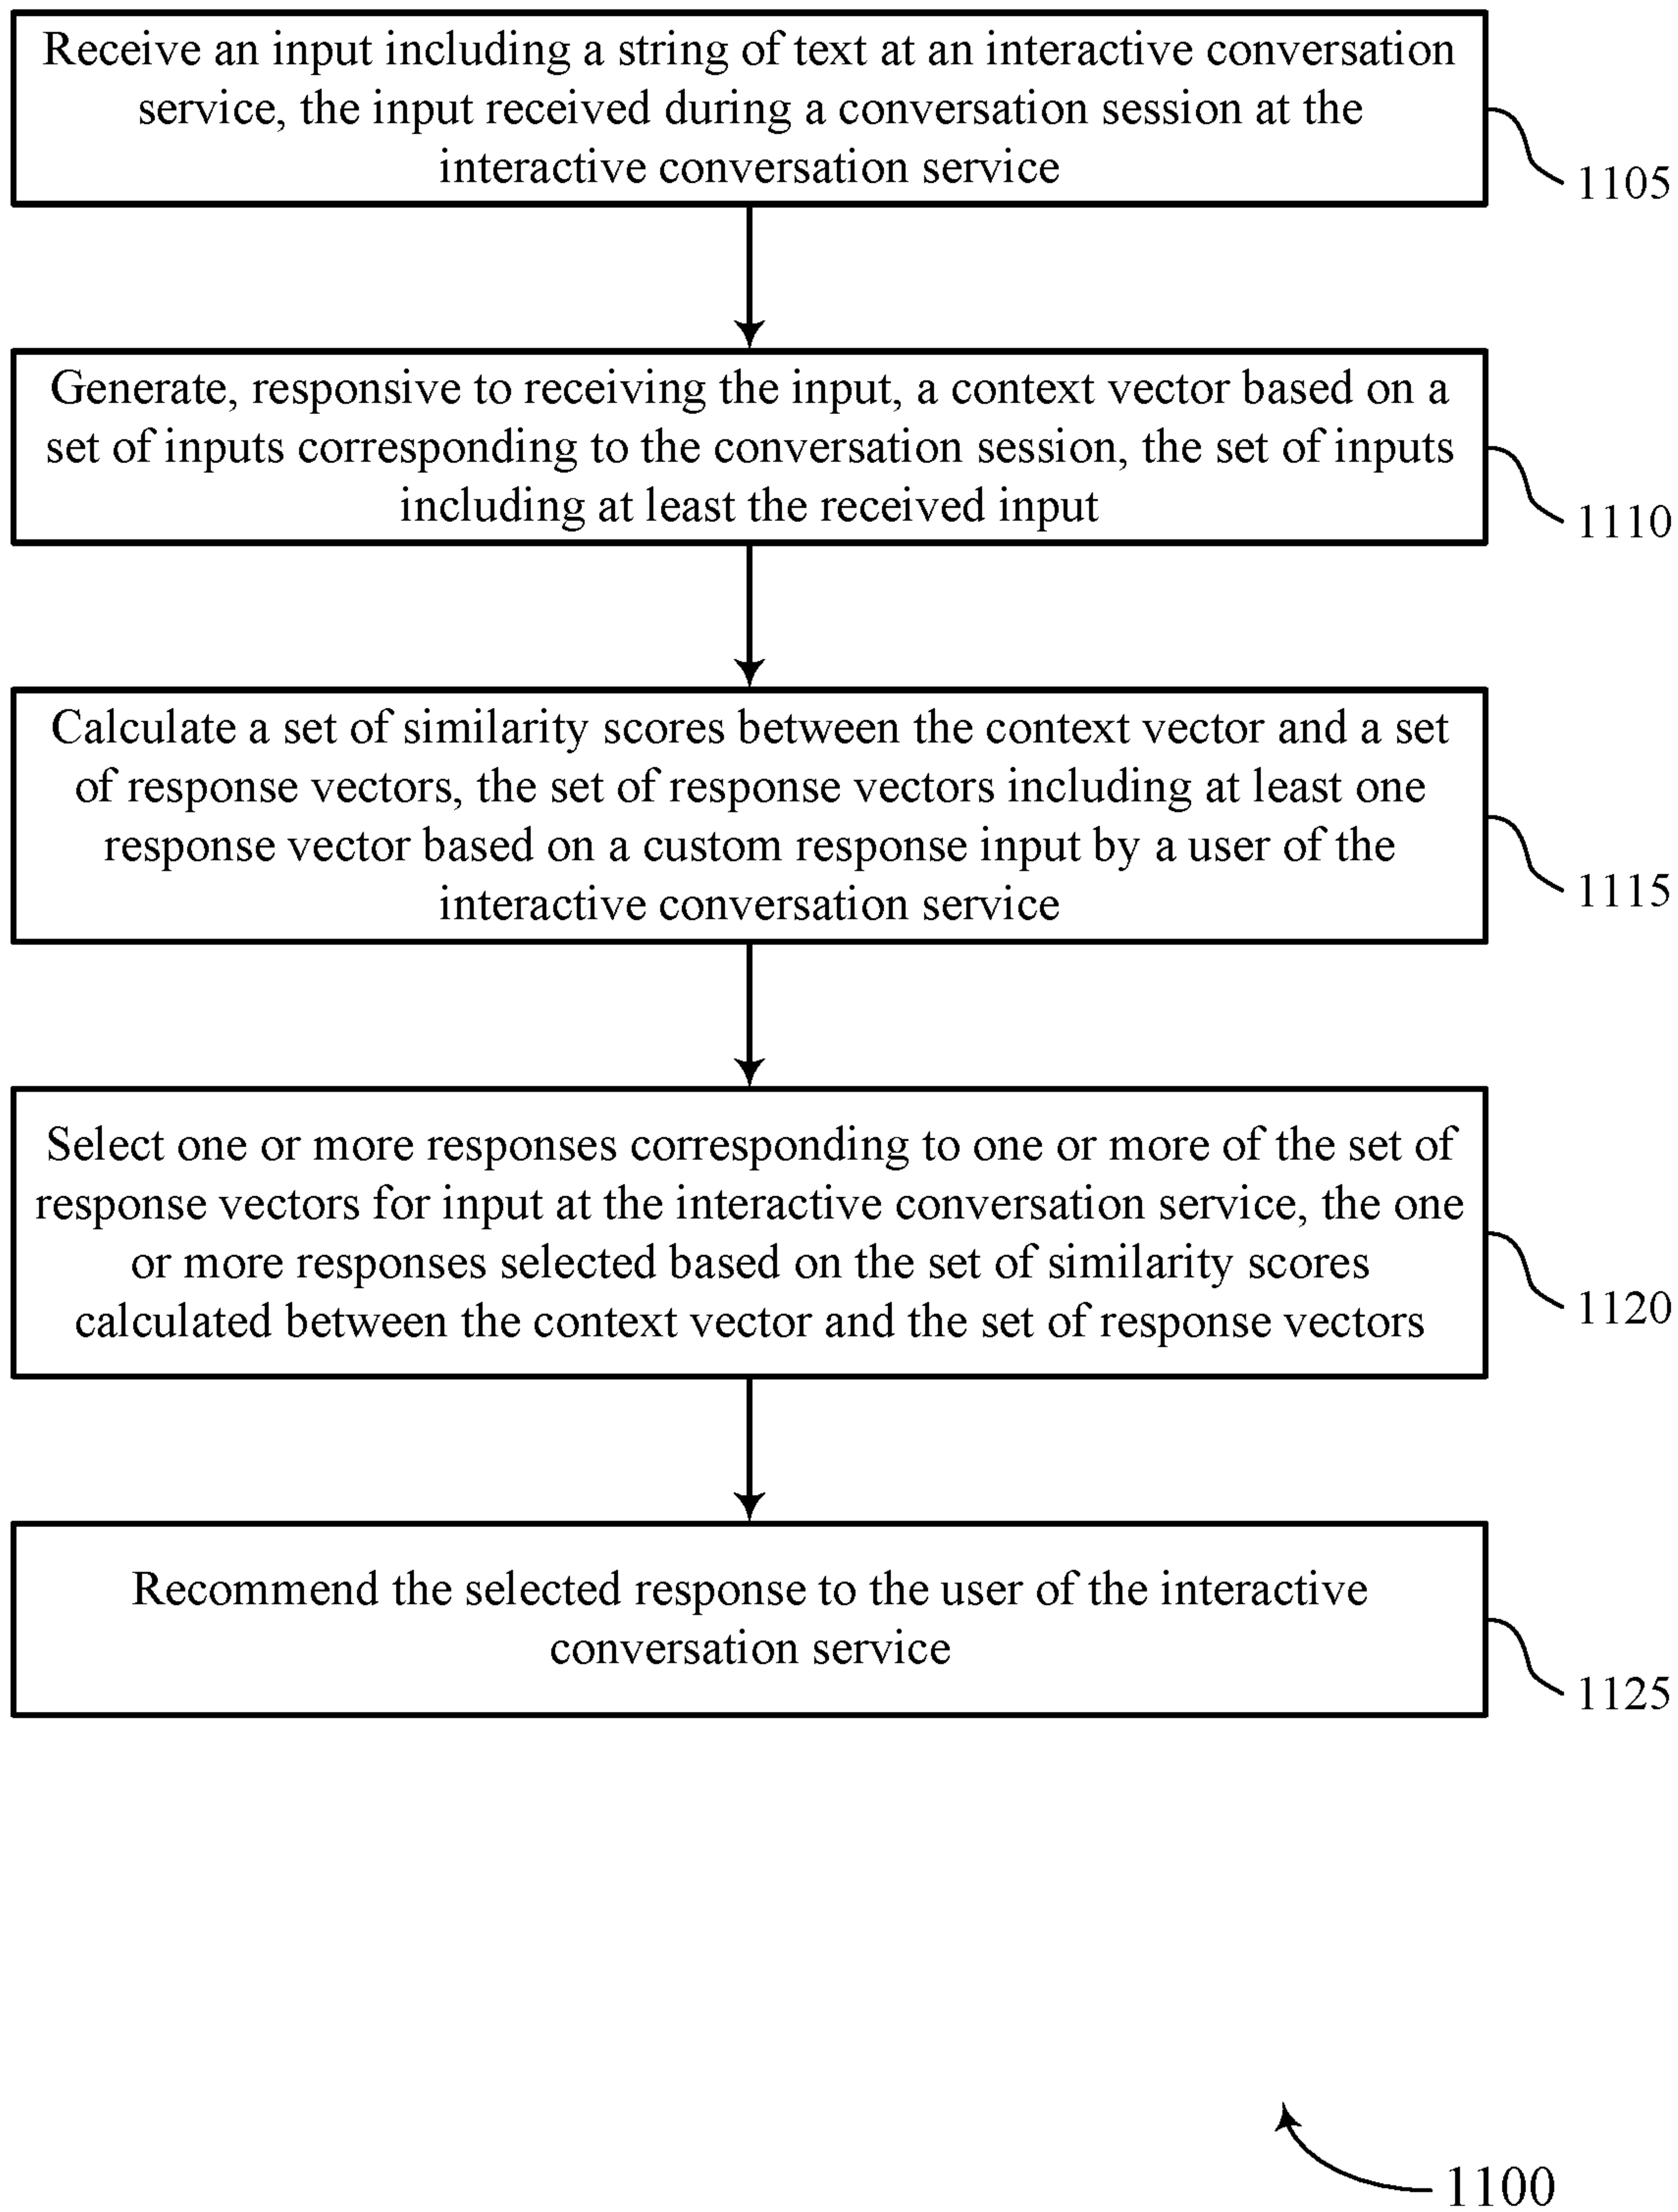 Receive an input including a string of text at an interactive conversation
service, the input received during a conversation session at the
interactive conversation service
1105
Generate, responsive to receiving the input, a context vector based on a
set of inputs corresponding to the conversation session, the set of inputs
including at least the received input
1110
Calculate a set of similarity scores between the context vector and a set
of response vectors, the set of response vectors including at least one
response vector based on a custom response input by a user of the
interactive conversation service
1115
Select one or more responses corresponding to one or more of the set of
response vectors for input at the interactive conversation service, the one
or more responses selected based on the set of similarity scores
calculated between the context vector and the set of response vectors
1120
Recommend the selected response to the user of the interactive
conversation service
1125
1100